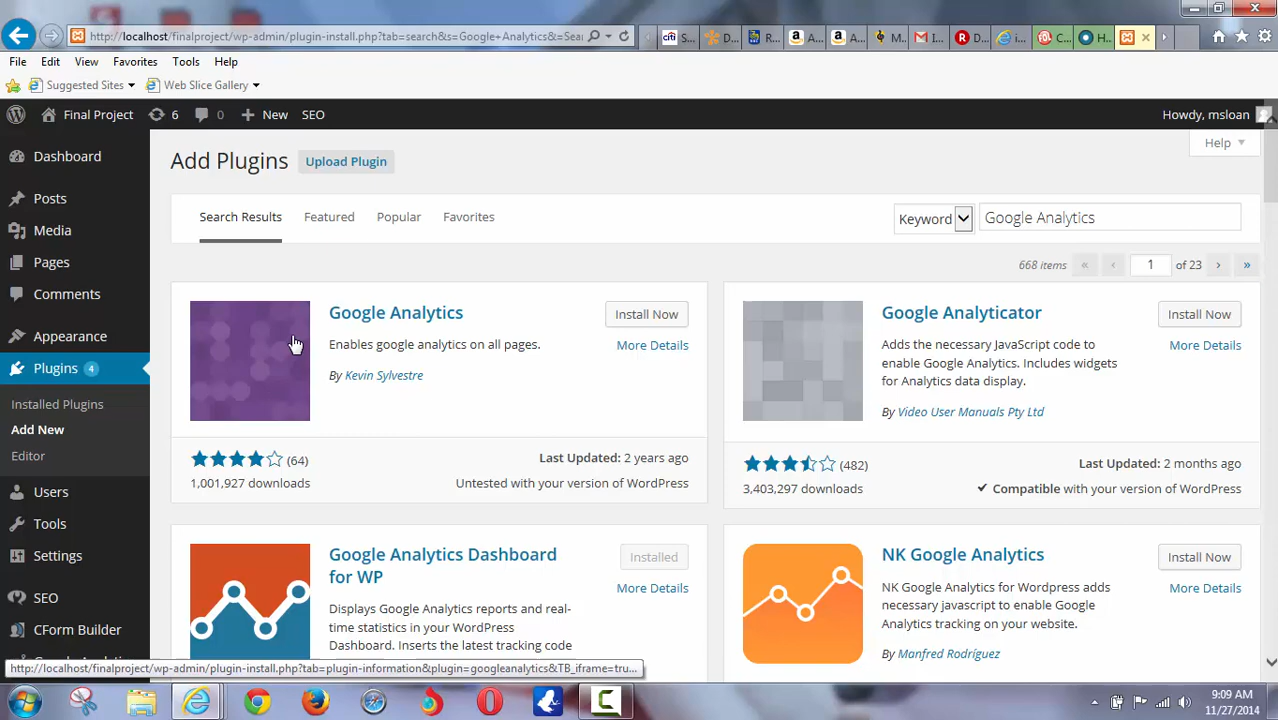 http://localhost/finalproject/wp-admin/plugin-install.php?tab=search&s=Google+Analytics&=Sear
S...
D...
R...
A...
A...
M...
I...
D...
i...
C...
H...
File Edit View Favorites Tools Help
Suggested Sites Web Slice Gallery
Final Project 6 0 New SEO Howdy, msloan
Dashboard
Posts
Media
Pages
Comments
Appearance
Plugins 4
Installed Plugins
Add New
Editor
Users
Tools
Settings
SEO
CForm Builder
Add Plugins Upload Plugin Help
Search Results Featured Popular Favorites Keyword Google Analytics
668 items « ‹ 1 of 23 › »
Google Analytics Install Now
Enables google analytics on all pages. More Details
By Kevin Sylvestre
(64) Last Updated: 2 years ago
1,001,927 downloads Untested with your version of WordPress
Google Analyticator Install Now
Adds the necessary JavaScript code to More Details
enable Google Analytics. Includes widgets
for Analytics data display.
By Video User Manuals Pty Ltd
(482) Last Updated: 2 months ago
3,403,297 downloads Compatible with your version of WordPress
Google Analytics Dashboard Installed
for WP More Details
Displays Google Analytics reports and real-
time statistics in your WordPress
Dashboard. Inserts the latest tracking code
NK Google Analytics Install Now
NK Google Analytics for Wordpress adds More Details
necessary javascript to enable Google
Analytics tracking on your website.
By Manfred Rodríguez
http://localhost/finalproject/wp-admin/plugin-install.php?tab=plugin-information&plugin=googleanalytics&TB_iframe=tru...
9:09 AM
11/27/2014